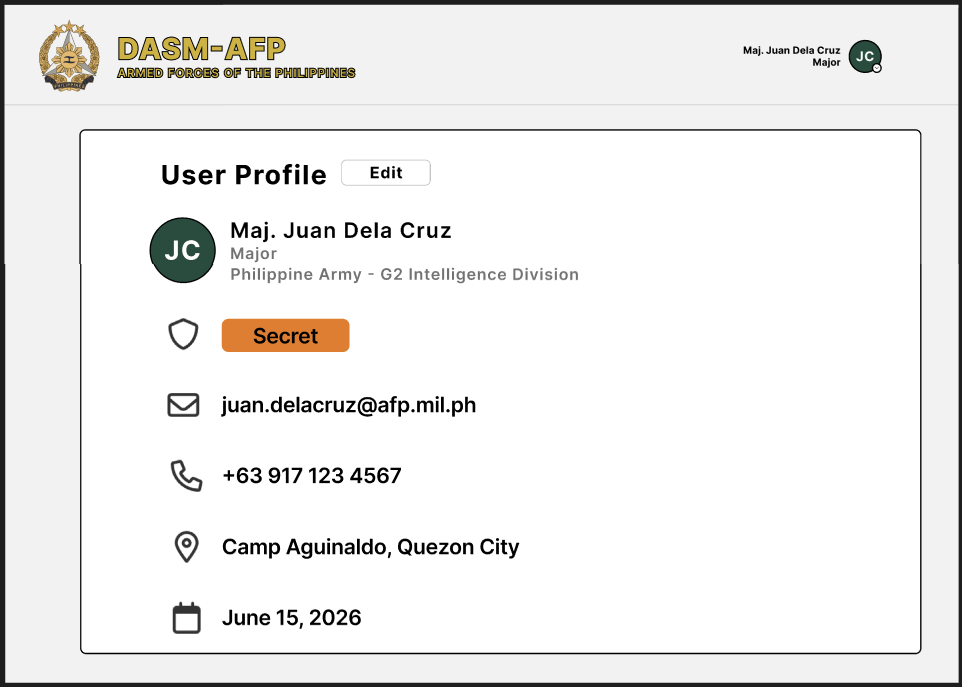 DASM-AFP
ARMED FORCES OF THE PHILIPPINES
Maj. Juan Dela Cruz
Major
JC
User Profile
Edit
JC
Maj. Juan Dela Cruz
Major
Philippine Army - G2 Intelligence Division
Secret
juan.delacruz@afp.mil.ph
+63 917 123 4567
Camp Aguinaldo, Quezon City
June 15, 2026